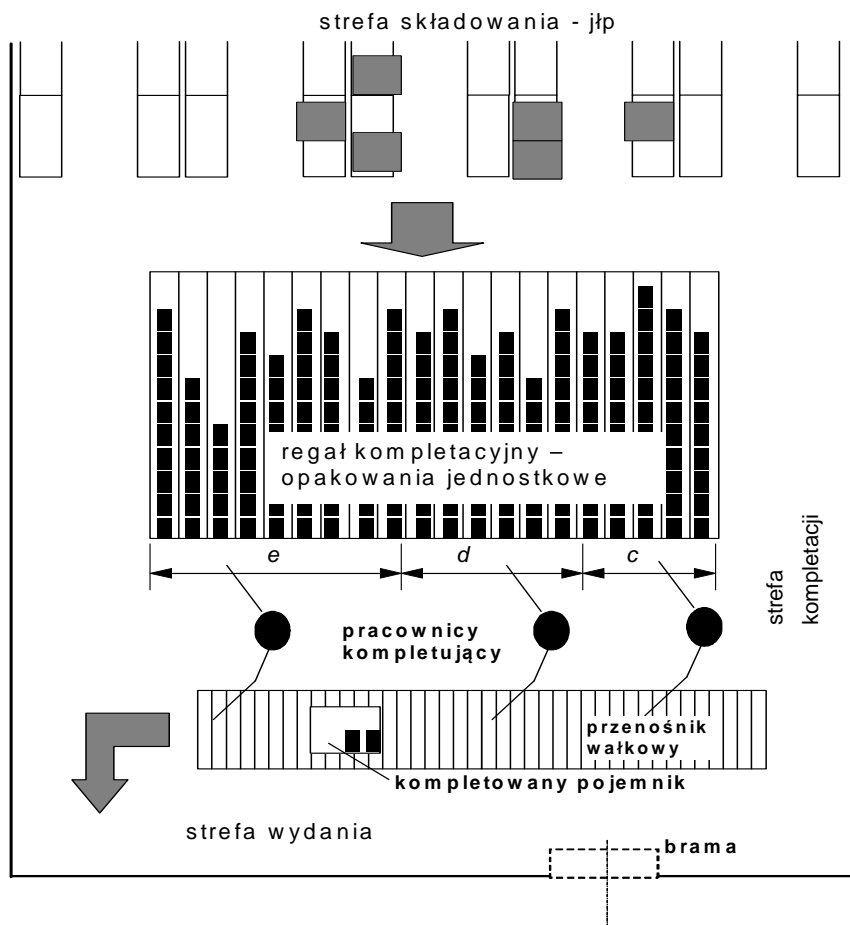 strefa składowania - jłp
regał kompletacyjny –
opakowania jednostkowe
e
d
c
strefa
kompletacji
pracownicy
kompletujący
przenośnik
wałkowy
kompletowany pojemnik
strefa wydania
brama